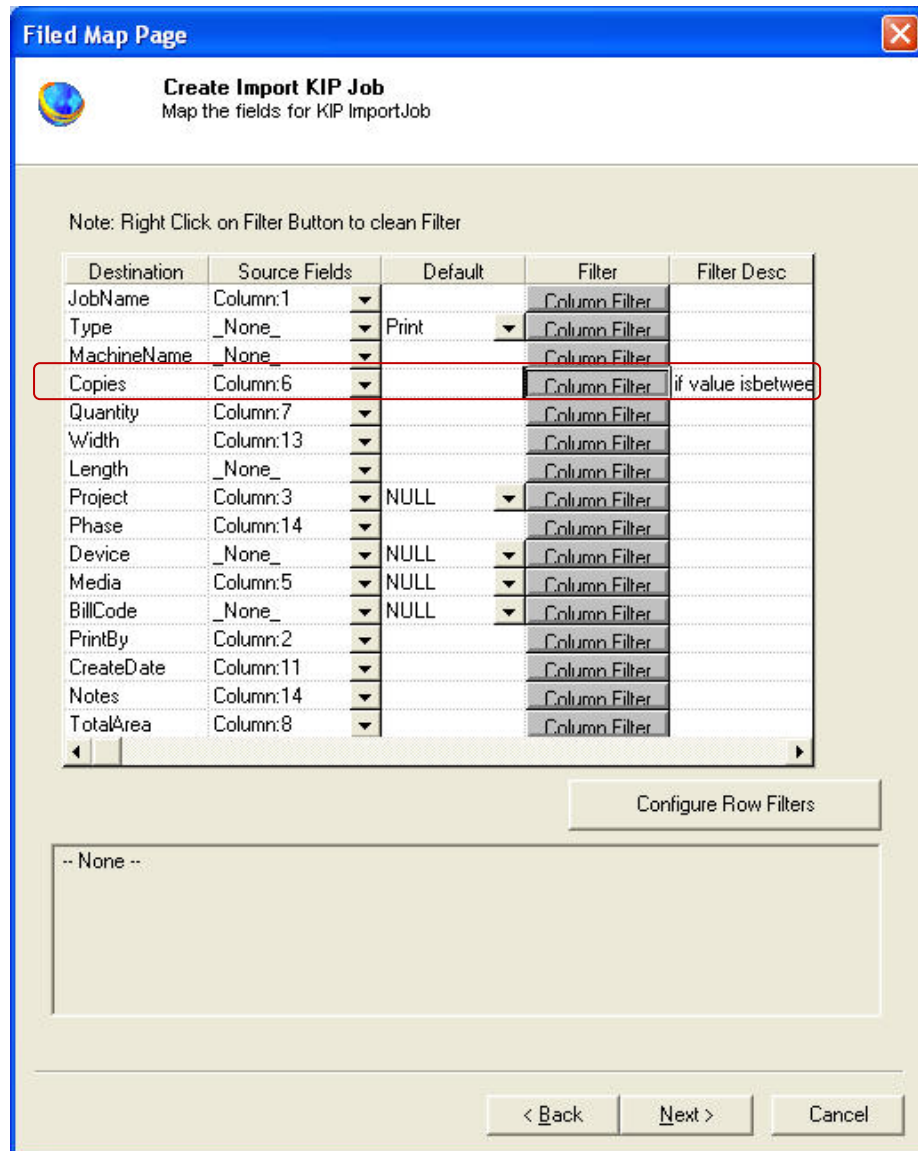 Filed Map Page
Create Import KIP Job
Map the fields for KIP ImportJob
Note: Right Click on Filter Button to clean Filter
Destination Source Fields Default Filter Filter Desc
JobName Column:1 Column Filter
Type _None_ Print Column Filter
MachineName _None_ Column Filter
Copies Column:6 Column Filter if value isbetwee
Quantity Column:7 Column Filter
Width Column:13 Column Filter
Length _None_ Column Filter
Project Column:3 NULL Column Filter
Phase Column:14 Column Filter
Device _None_ NULL Column Filter
Media Column:5 NULL Column Filter
BillCode _None_ NULL Column Filter
PrintBy Column:2 Column Filter
CreateDate Column:11 Column Filter
Notes Column:14 Column Filter
TotalArea Column:8 Column Filter
Configure Row Filters
-- None --
< Back Next > Cancel